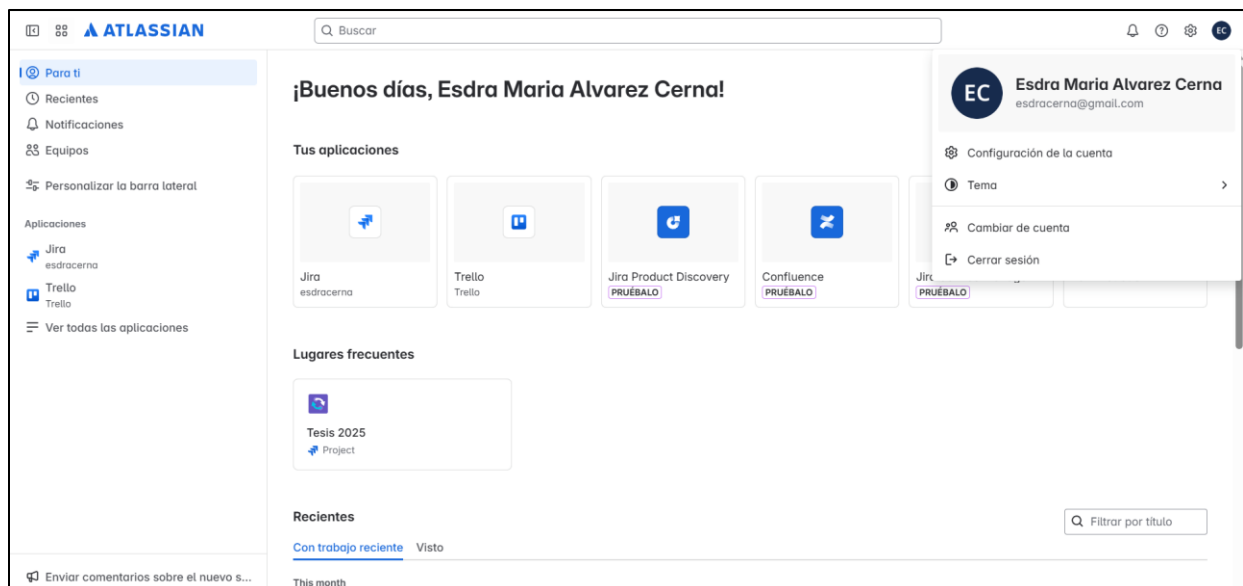 ATLASSIAN
Buscar
EC
Para ti
Recientes
Notificaciones
Equipos
Personalizar la barra lateral
Aplicaciones
Jira
esdracerna
Trello
Trello
Ver todas las aplicaciones
Enviar comentarios sobre el nuevo s...
¡Buenos días, Esdra Maria Alvarez Cerna!
Tus aplicaciones
Jira
esdracerna
Trello
Trello
Jira Product Discovery
PRUÉBALO
Confluence
PRUÉBALO
PRUÉBALO
Lugares frecuentes
Tesis 2025
Project
Recientes
Filtrar por título
Con trabajo reciente Visto
This month
EC
Esdra Maria Alvarez Cerna
esdracerna@gmail.com
Configuración de la cuenta
Tema
Cambiar de cuenta
Cerrar sesión